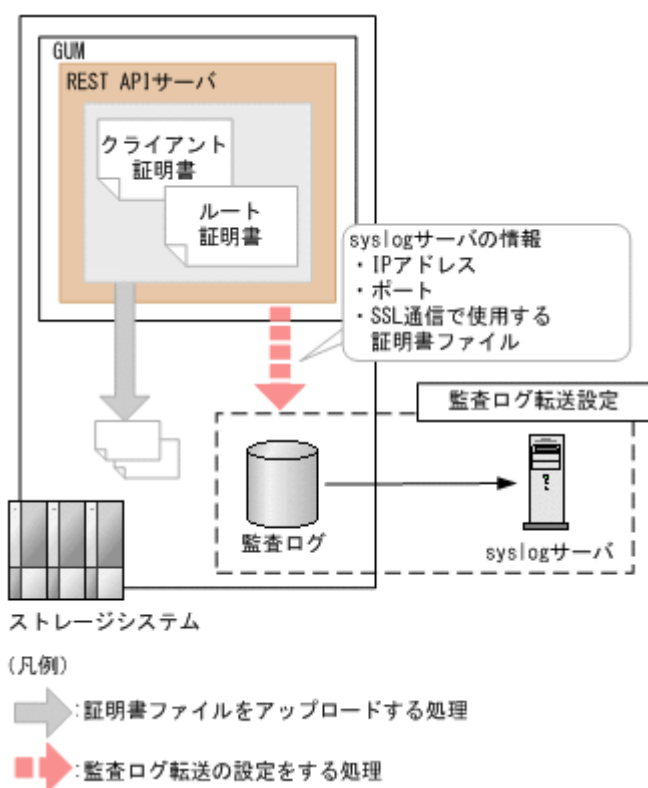 GUM
REST APIサーバ
クライアント
証明書
ルート
証明書
syslogサーバの情報
・IPアドレス
・ポート
・SSL通信で使用する
証明書ファイル
監査ログ転送設定
監査ログ
syslogサーバ
ストレージシステム
(凡例)
:証明書ファイルをアップロードする処理
:監査ログ転送の設定をする処理